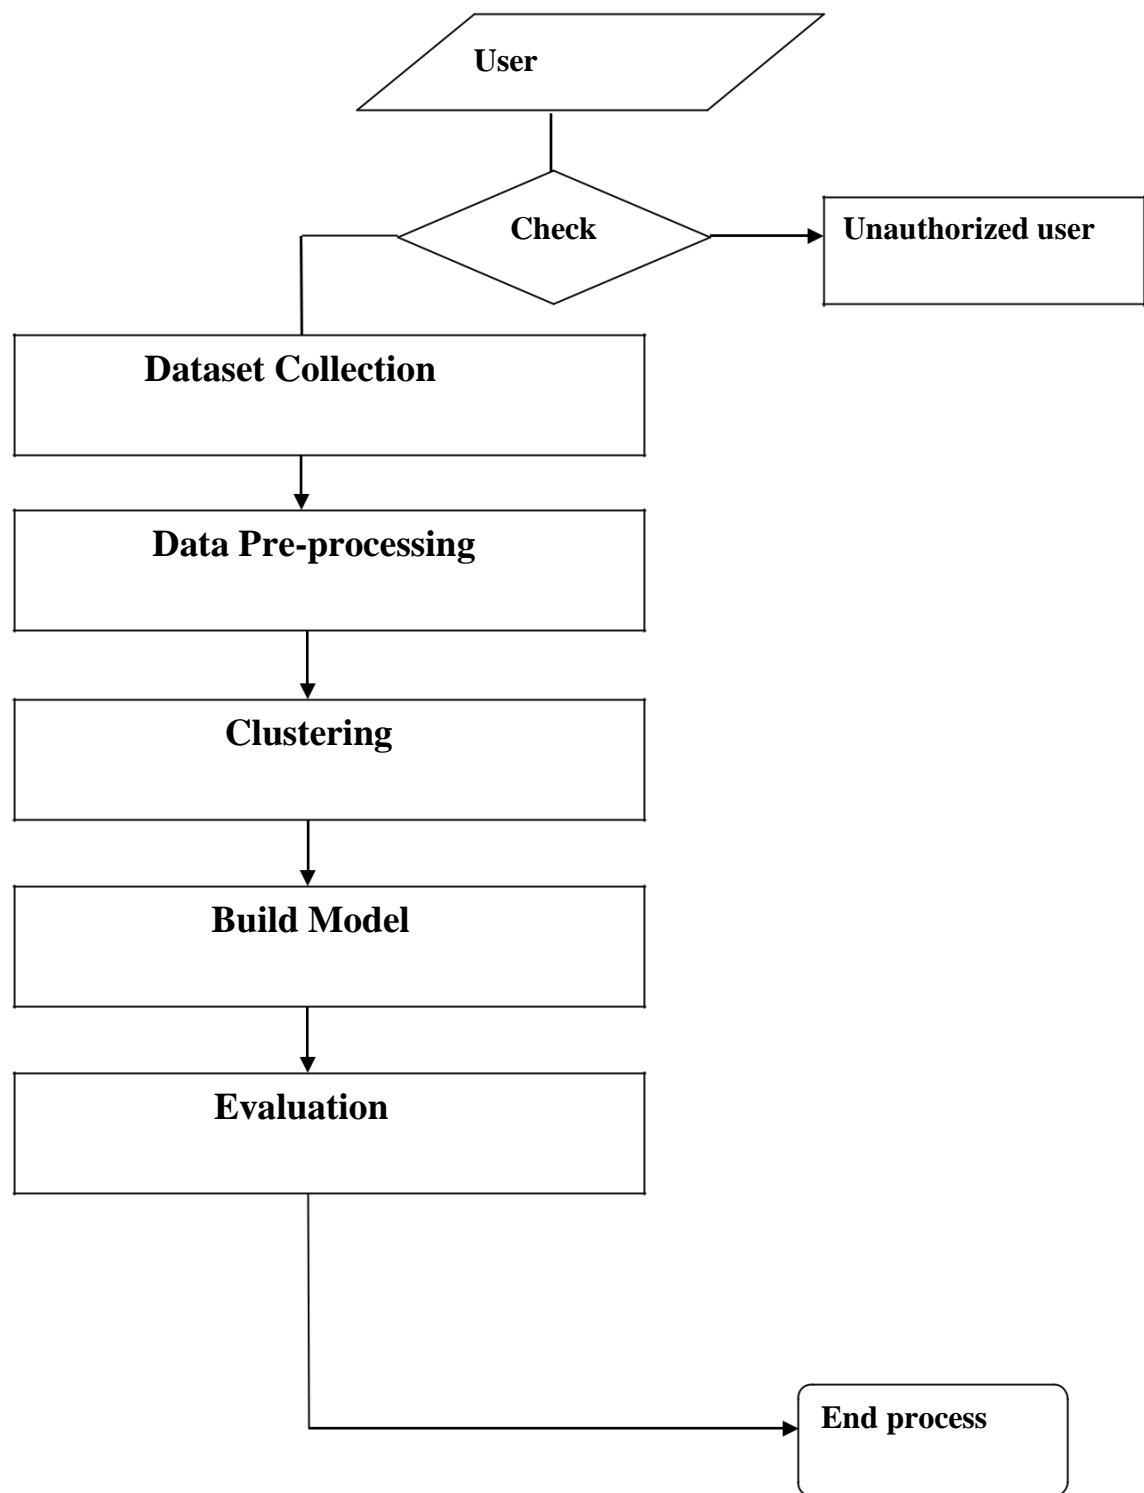 User
Check
Unauthorized user
Dataset Collection
Data Pre-processing
Clustering
Build Model
Evaluation
End process